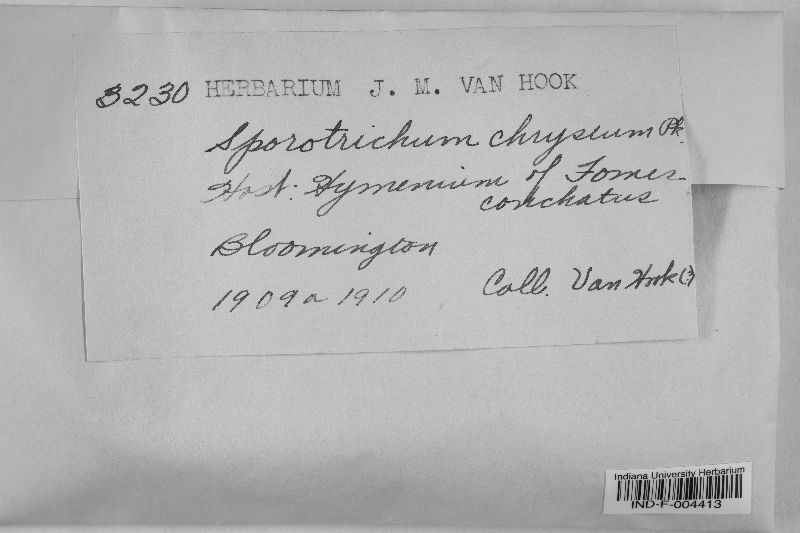 3230 HERBARIUM J. M. VAN HOOK
Sporotrichum chryseum Pk.
Host: Hymenium of Fomes
conchatus
Bloomington
1909 a 1910 Coll. Van Hook (3)
Indiana University Herbarium
IND-F-004413